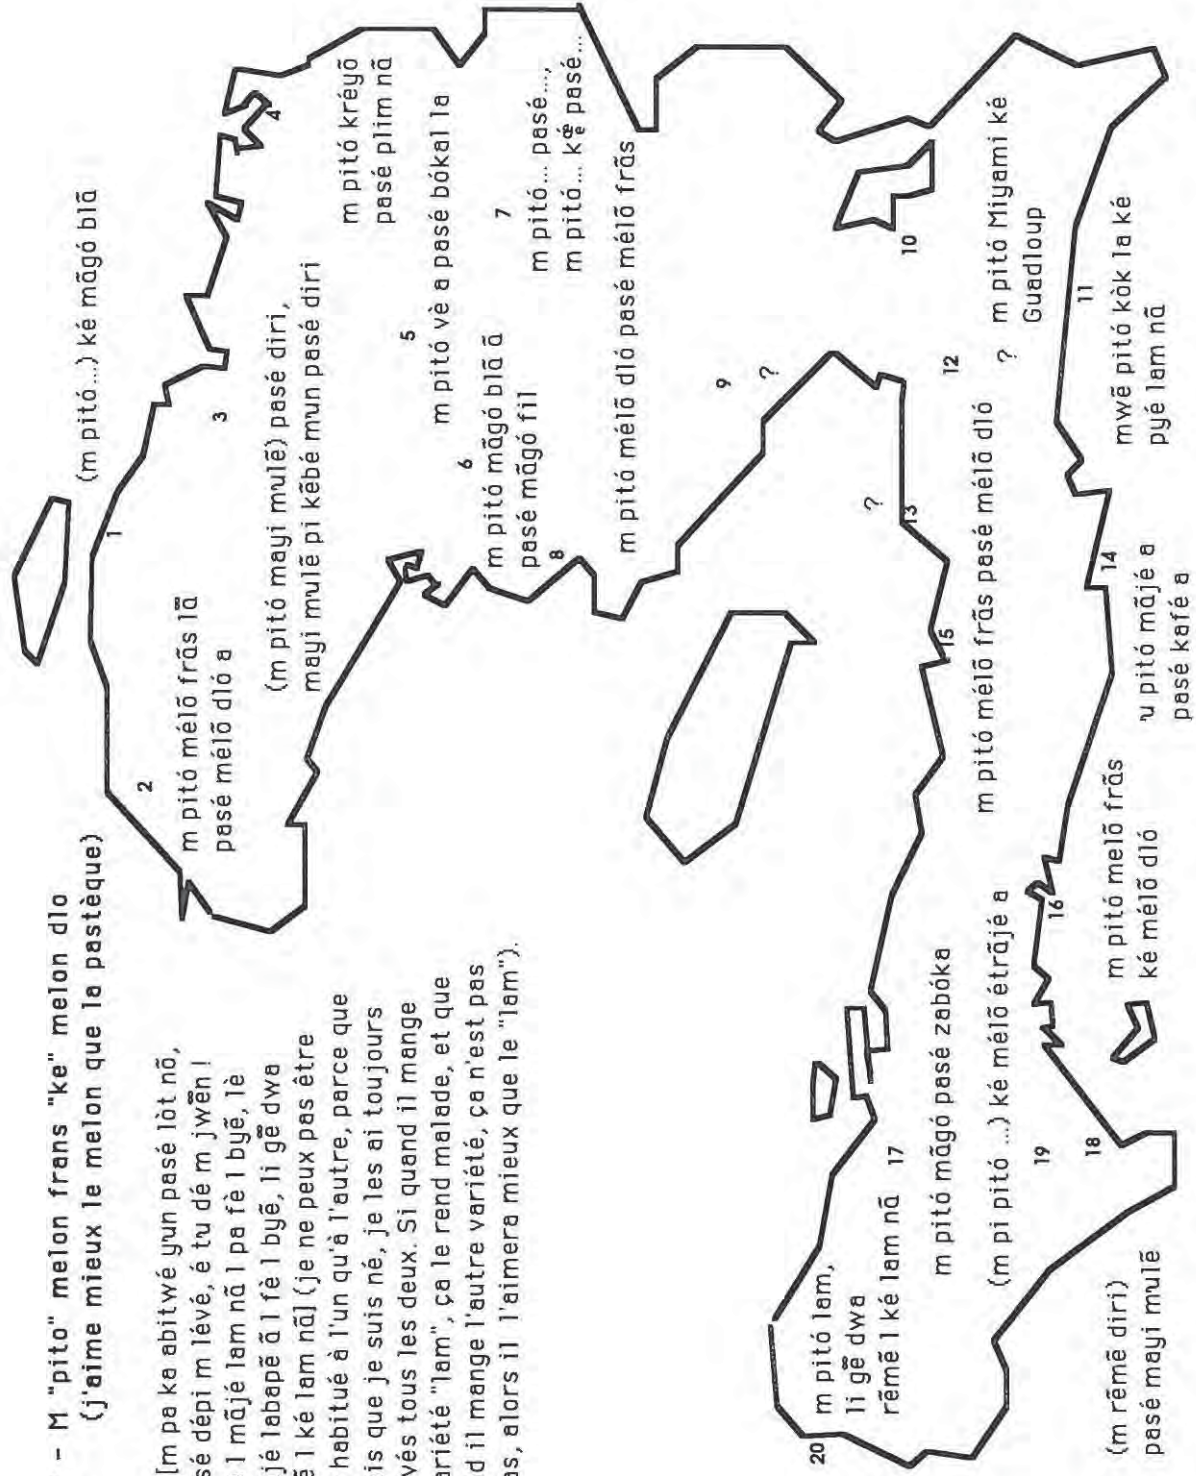 – M "pito" melon frans "ke" melon dlo
(j'aime mieux le melon que la pastèque)
[m pa ka abitwé yun pasé lòt nõ,
sé dépi m lévé, é tu dé m jwẽn !
l mãjé lam nã l pa fè l byẽ, lè
jé labapẽ ã l fè l byẽ, li gẽ dwa
l ké lam nã] (je ne peux pas être
habitué à l'un qu'à l'autre, parce que
is que je suis né, je les ai toujours
vés tous les deux. Si quand il mange
ariété "lam", ça le rend malade, et que
d il mange l'autre variété, ça n'est pas
as, alors il l'aimera mieux que le "lam").
1
(m pitó...) ké mãgó blã
2
m pitó mélõ frãs lã
pasé mélõ dló a
3
(m pitó mayi mulẽ) pasé diri,
mayi mulẽ pi kẽbé mun pasé diri
4
m pitó kréyõ
pasé plim nã
5
m pitó vè a pasé bókal la
6
m pitó mãgó blã ã
pasé mãgó fil
7
m pitó... pasé...,
m pitó... kę pasé...
8
m pitó mélõ dló pasé mélõ frãs
9
?
10
11
mwẽ pitó kòk la ké
pyé lam nã
12
?
m pitó Miyami ké
Guadloup
13
?
14
'u pitó mãjé a
pasé kafé a
15
m pitó mélõ frãs pasé mélõ dló
16
m pitó melõ frãs
ké mélõ dló
17
m pitó mãgó pasé zabóka
18
19
(m pi pitó ...) ké mélõ étrãjé a
20
m pitó lam,
li gẽ dwa
rẽmẽ l ké lam nã
(m rẽmẽ diri)
pasé mayi mulẽ